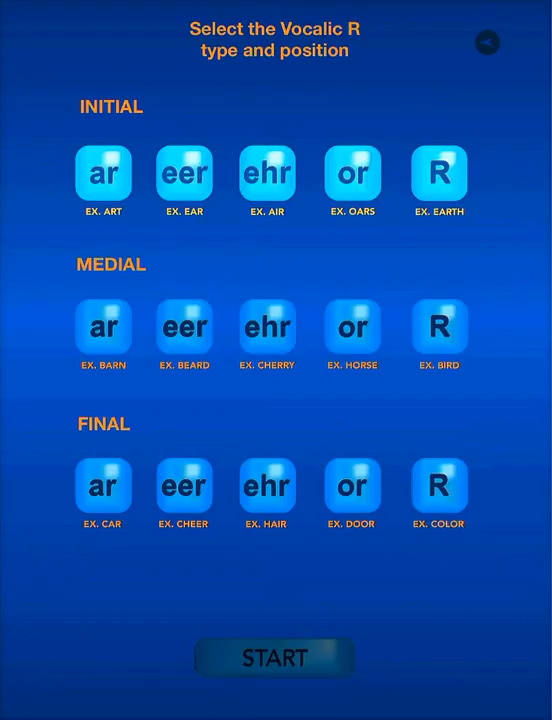 Select the Vocalic R
type and position
INITIAL
ar eer ehr or R
EX. ART EX. EAR EX. AIR EX. OARS EX. EARTH
MEDIAL
ar eer ehr or R
EX. BARN EX. BEARD EX. CHERRY EX. HORSE EX. BIRD
FINAL
ar eer ehr or R
EX. CAR EX. CHEER EX. HAIR EX. DOOR EX. COLOR
START